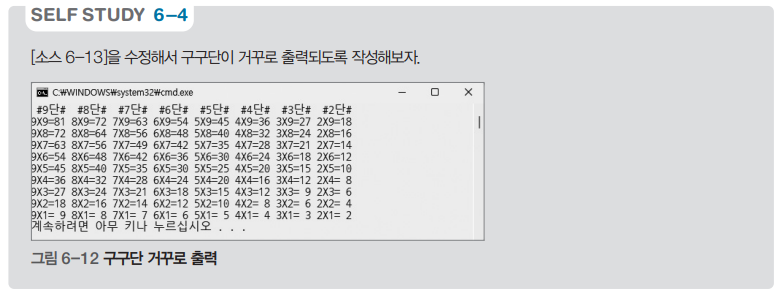 SELF STUDY 6-4
[소스 6-13]을 수정해서 구구단이 거꾸로 출력되도록 작성해보자.
C:₩WINDOWS₩system32₩cmd.exe
#9단# #8단# #7단# #6단# #5단# #4단# #3단# #2단#
9X9=81 8X9=72 7X9=63 6X9=54 5X9=45 4X9=36 3X9=27 2X9=18
9X8=72 8X8=64 7X8=56 6X8=48 5X8=40 4X8=32 3X8=24 2X8=16
9X7=63 8X7=56 7X7=49 6X7=42 5X7=35 4X7=28 3X7=21 2X7=14
9X6=54 8X6=48 7X6=42 6X6=36 5X6=30 4X6=24 3X6=18 2X6=12
9X5=45 8X5=40 7X5=35 6X5=30 5X5=25 4X5=20 3X5=15 2X5=10
9X4=36 8X4=32 7X4=28 6X4=24 5X4=20 4X4=16 3X4=12 2X4= 8
9X3=27 8X3=24 7X3=21 6X3=18 5X3=15 4X3=12 3X3= 9 2X3= 6
9X2=18 8X2=16 7X2=14 6X2=12 5X2=10 4X2= 8 3X2= 6 2X2= 4
9X1= 9 8X1= 8 7X1= 7 6X1= 6 5X1= 5 4X1= 4 3X1= 3 2X1= 2
계속하려면 아무 키나 누르십시오 . . .
그림 6-12 구구단 거꾸로 출력